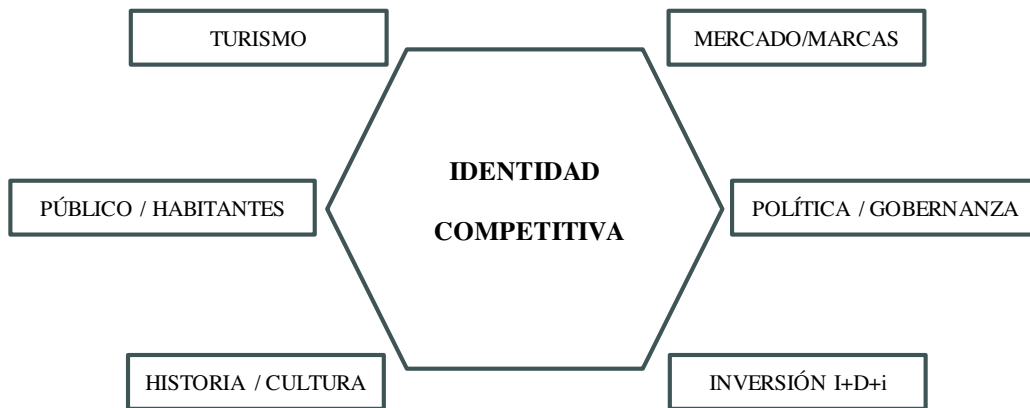 TURISMO
MERCADO/MARCAS
IDENTIDAD
COMPETITIVA
PÚBLICO / HABITANTES
POLÍTICA / GOBERNANZA
HISTORIA / CULTURA
INVERSIÓN I+D+i